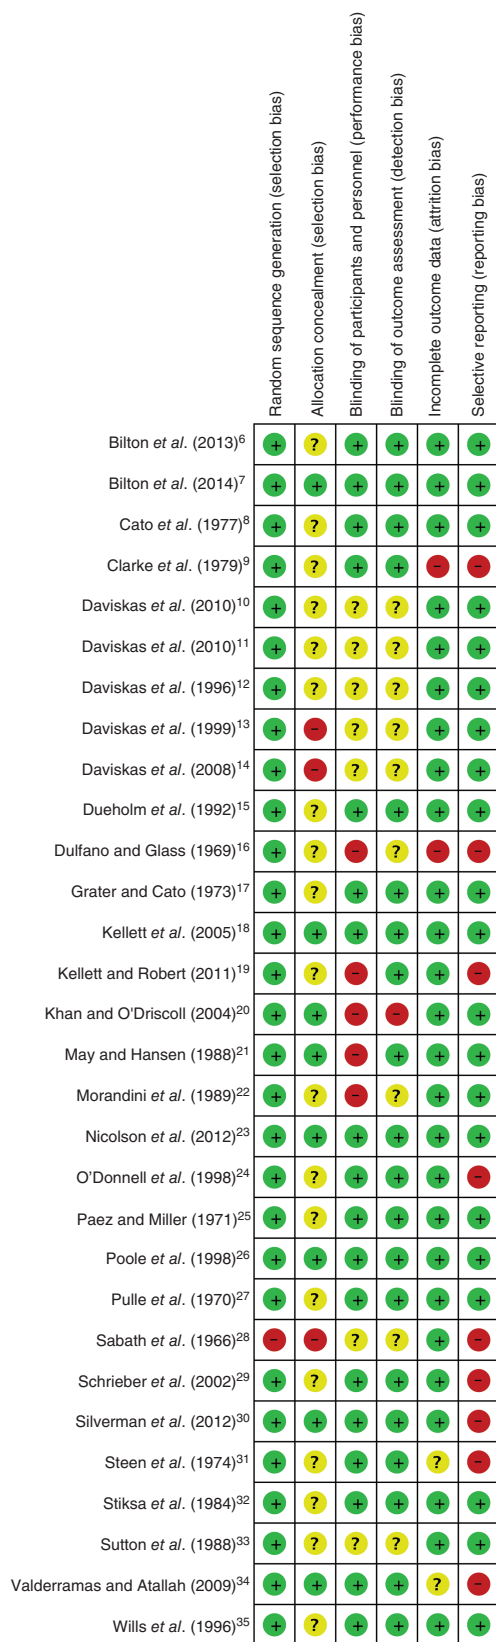 Random sequence generation (selection bias)
Allocation concealment (selection bias)
Blinding of participants and personnel (performance bias)
Blinding of outcome assessment (detection bias)
Incomplete outcome data (attrition bias)
Selective reporting (reporting bias)
Bilton et al. (2013)6 + ? + + + +
Bilton et al. (2014)7 + + + + + +
Cato et al. (1977)8 + ? + + + +
Clarke et al. (1979)9 + ? + + - -
Daviskas et al. (2010)10 + ? ? ? + +
Daviskas et al. (2010)11 + ? ? ? + +
Daviskas et al. (1996)12 + ? ? ? + +
Daviskas et al. (1999)13 + - ? ? + +
Daviskas et al. (2008)14 + - ? ? + +
Dueholm et al. (1992)15 + ? + + + +
Dulfano and Glass (1969)16 + ? - ? - -
Grater and Cato (1973)17 + ? + + + +
Kellett et al. (2005)18 + + + + + +
Kellett and Robert (2011)19 + ? - + + -
Khan and O'Driscoll (2004)20 + + - - + +
May and Hansen (1988)21 + + - + + +
Morandini et al. (1989)22 + ? - ? + +
Nicolson et al. (2012)23 + + + + + +
O'Donnell et al. (1998)24 + ? + + + -
Paez and Miller (1971)25 + ? + + + +
Poole et al. (1998)26 + + + + + +
Pulle et al. (1970)27 + ? + + + +
Sabath et al. (1966)28 - - ? ? + -
Schrieber et al. (2002)29 + ? + + + -
Silverman et al. (2012)30 + + + + + -
Steen et al. (1974)31 + ? + + ? -
Stiksa et al. (1984)32 + ? + + + +
Sutton et al. (1988)33 + ? ? ? + +
Valderramas and Atallah (2009)34 + + + + ? -
Wills et al. (1996)35 + ? + + + +